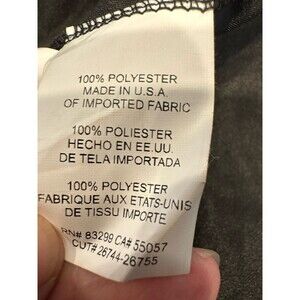 100% POLYESTER
MADE IN U.S.A.
OF IMPORTED FABRIC
100% POLIESTER
HECHO EN EE.UU.
DE TELA IMPORTADA
100% POLYESTER
FABRIQUE AUX ETATS-UNIS
DE TISSU IMPORTE
RN# 83299 CA# 55057
CUT# 26744-26755